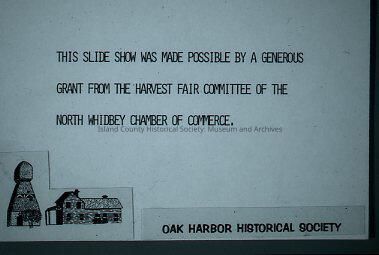 THIS SLIDE SHOW WAS MADE POSSIBLE BY A GENEROUS
GRANT FROM THE HARVEST FAIR COMMITTEE OF THE
NORTH WHIDBEY CHAMBER OF COMMERCE.
Island County Historical Society: Museum and Archives
OAK HARBOR HISTORICAL SOCIETY